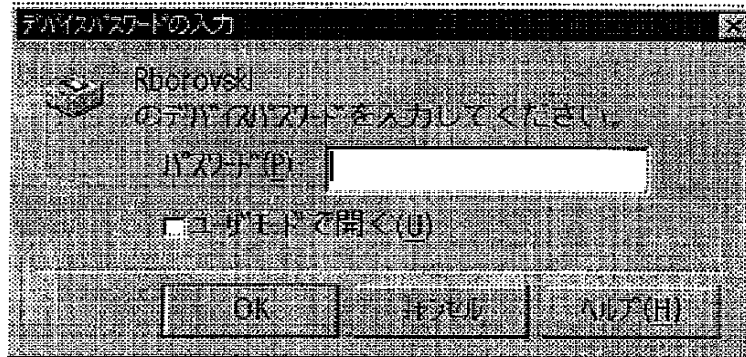 ﾃﾞﾊﾞｲｽﾊﾟｽﾜｰﾄﾞの入力
Rborovski
のﾃﾞﾊﾞｲｽﾊﾟｽﾜｰﾄﾞを入力してください。
ﾊﾟｽﾜｰﾄﾞ(P)
ﾕｰｻﾞﾓｰﾄﾞで開く(U)
OK
ｷｬﾝｾﾙ
ﾍﾙﾌﾟ(H)